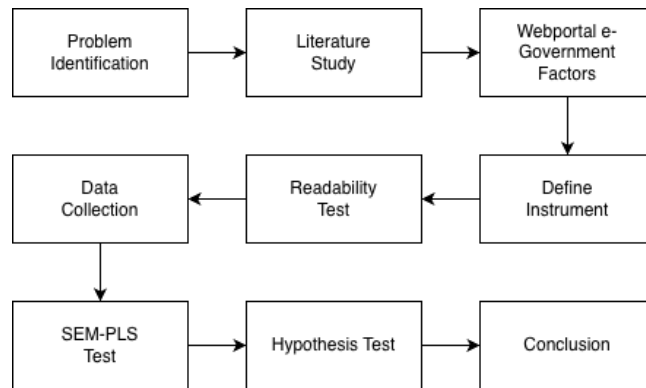 Problem
Identification
Literature
Study
Webportal e-
Government
Factors
Define
Instrument
Readability
Test
Data
Collection
SEM-PLS
Test
Hypothesis Test
Conclusion